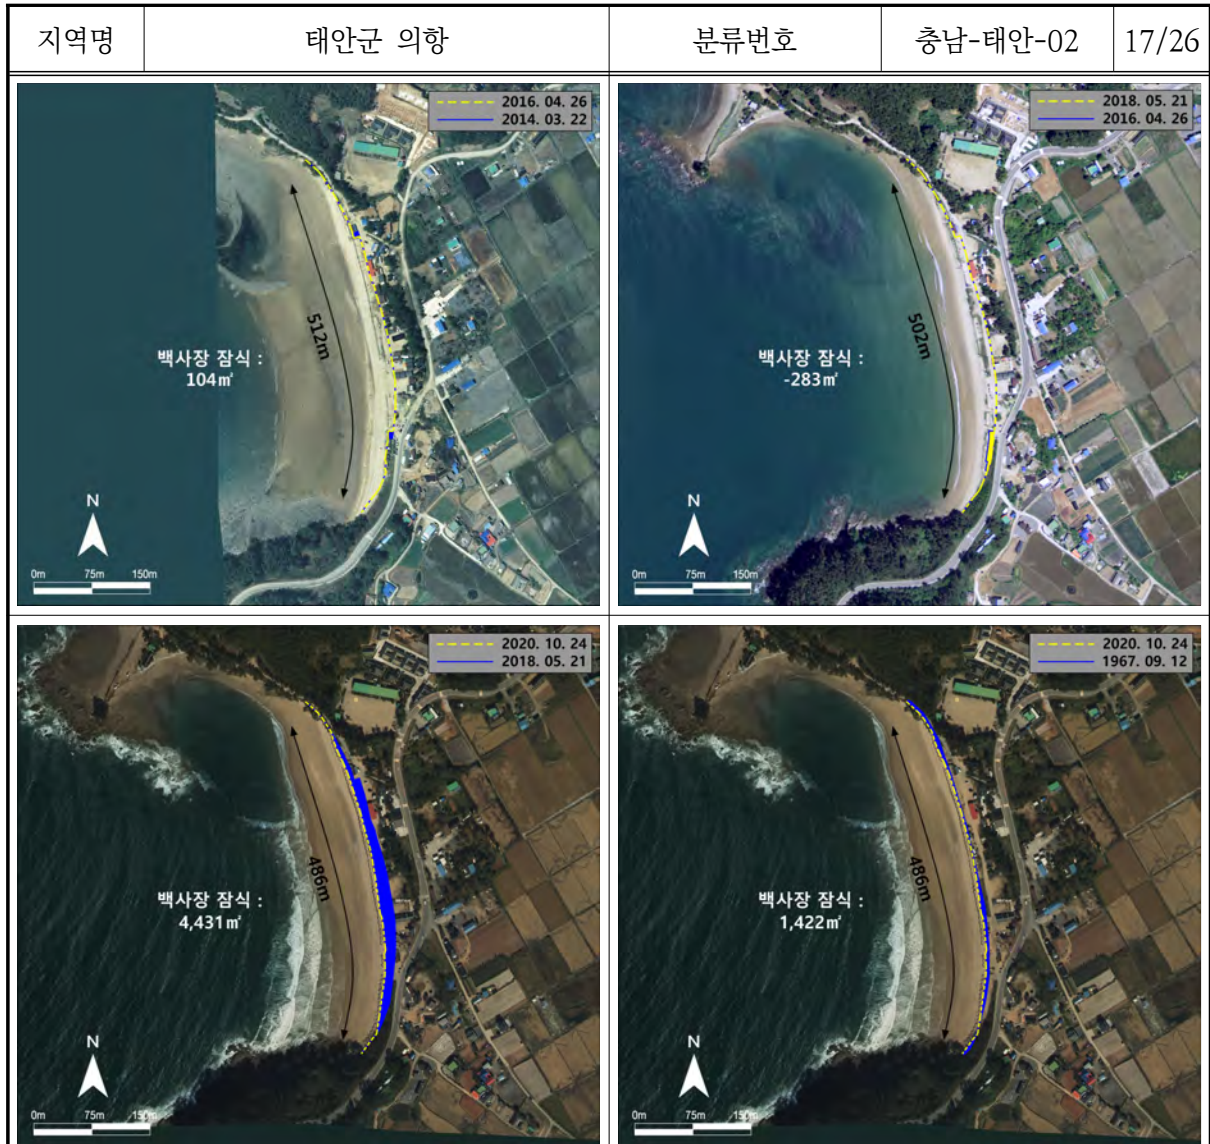 지역명 태안군 의항 분류번호 충남-태안-02 17/26
2016. 04. 26
2014. 03. 22
512m
백사장 잠식 :
104㎡
N
0m 75m 150m
2018. 05. 21
2016. 04. 26
502m
백사장 잠식 :
-283㎡
N
0m 75m 150m
2020. 10. 24
2018. 05. 21
486m
백사장 잠식 :
4,431㎡
N
0m 75m 150m
2020. 10. 24
1967. 09. 12
486m
백사장 잠식 :
1,422㎡
N
0m 75m 150m